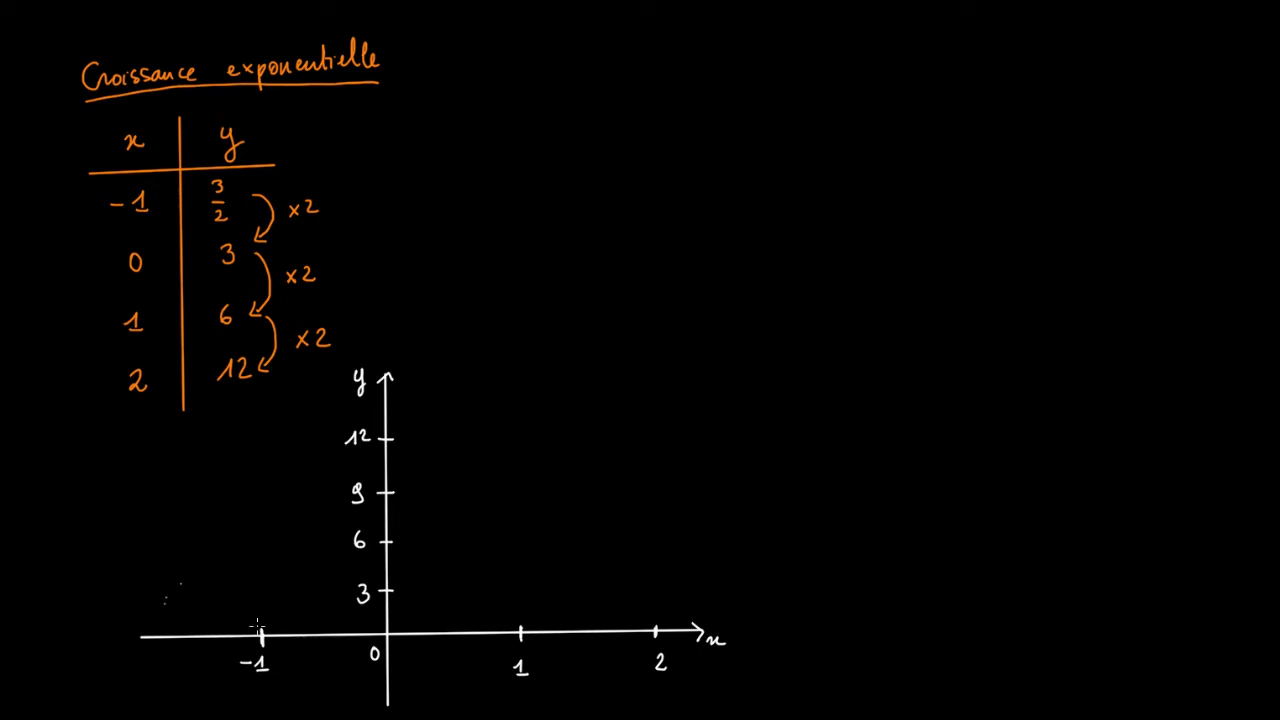 Croissance exponentielle
x y
-1 3/2 ×2
0 3 ×2
1 6 ×2
2 12
y
12
9
6
3
-1 0 1 2 x